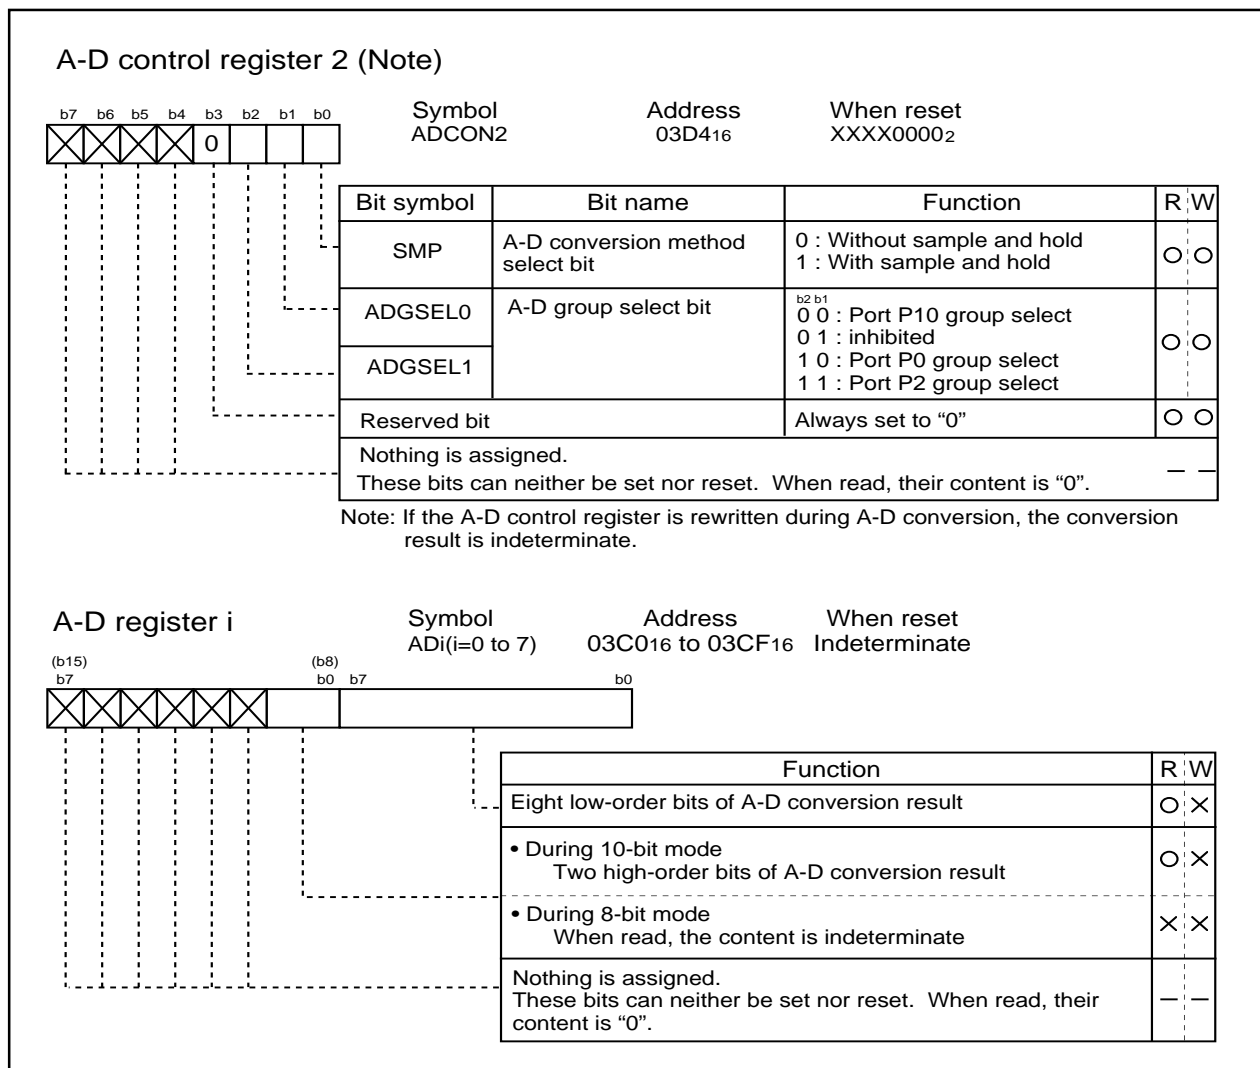 A-D control register 2 (Note)
Symbol Address When reset
ADCON2 03D416 XXXX00002
b7 b6 b5 b4 b3 b2 b1 b0
0
Bit symbol Bit name Function R W
SMP A-D conversion method select bit 0 : Without sample and hold
1 : With sample and hold
ADGSEL0 A-D group select bit b2 b1
0 0 : Port P10 group select
0 1 : inhibited
ADGSEL1 1 0 : Port P0 group select
1 1 : Port P2 group select
Reserved bit Always set to “0”
Nothing is assigned.
These bits can neither be set nor reset. When read, their content is “0”.
Note: If the A-D control register is rewritten during A-D conversion, the conversion
result is indeterminate.
A-D register i
Symbol Address When reset
ADi(i=0 to 7) 03C016 to 03CF16 Indeterminate
(b15) (b8)
b7 b0 b7 b0
Function R W
Eight low-order bits of A-D conversion result
• During 10-bit mode
Two high-order bits of A-D conversion result
• During 8-bit mode
When read, the content is indeterminate
Nothing is assigned.
These bits can neither be set nor reset. When read, their
content is “0”.